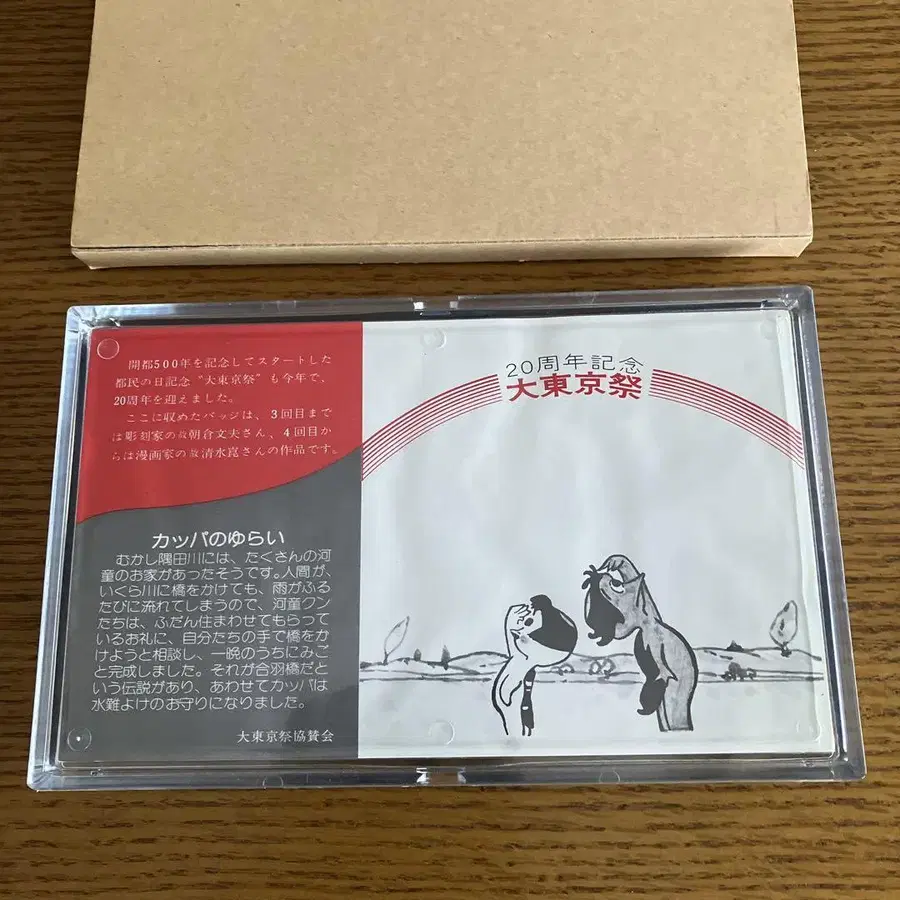 開都500年を記念してスタートした
都民の日記念“大東京祭”も今年で、
20周年を迎えました。
ここに収めたバッジは、3回目まで
は彫刻家の故朝倉文夫さん、4回目か
らは漫画家の故清水崑さんの作品です。
カッパのゆらい
むかし隅田川には、たくさんの河
童のお家があったそうです。人間が、
いくら川に橋をかけても、雨がふる
たびに流れてしまうので、河童クン
たちは、ふだん住まわせてもらって
いるお礼に、自分たちの手で橋をか
けようと相談し、一晩のうちにみご
と完成しました。それが合羽橋だと
いう伝説があり、あわせてカッパは
水難よけのお守りになりました。
大東京祭協賛会
20周年記念
大東京祭